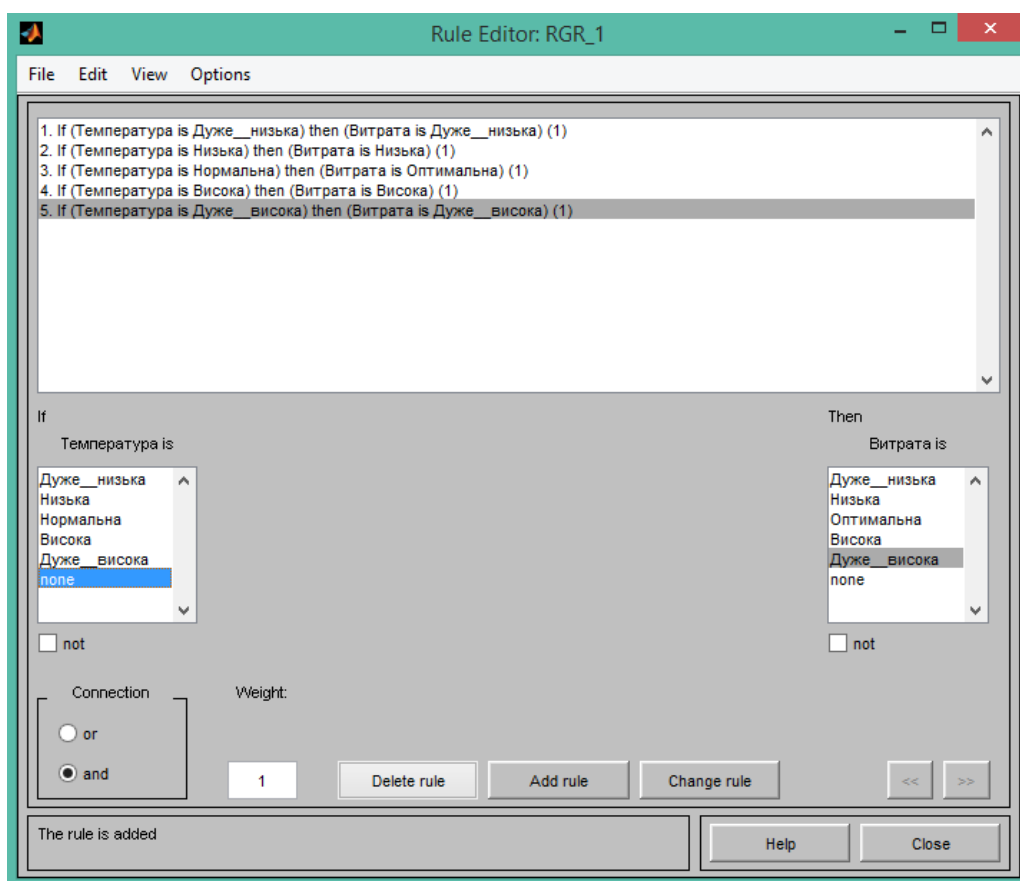 Rule Editor: RGR_1
File Edit View Options
1. If (Температура is Дуже__низька) then (Витрата is Дуже__низька) (1)
2. If (Температура is Низька) then (Витрата is Низька) (1)
3. If (Температура is Нормальна) then (Витрата is Оптимальна) (1)
4. If (Температура is Висока) then (Витрата is Висока) (1)
5. If (Температура is Дуже__висока) then (Витрата is Дуже__висока) (1)
If
Then
Температура is
Витрата is
Дуже__низька
Низька
Нормальна
Висока
Дуже__висока
none
Дуже__низька
Низька
Оптимальна
Висока
Дуже__висока
none
not
not
Connection
Weight:
or
and
1
Delete rule
Add rule
Change rule
<<
>>
The rule is added
Help
Close